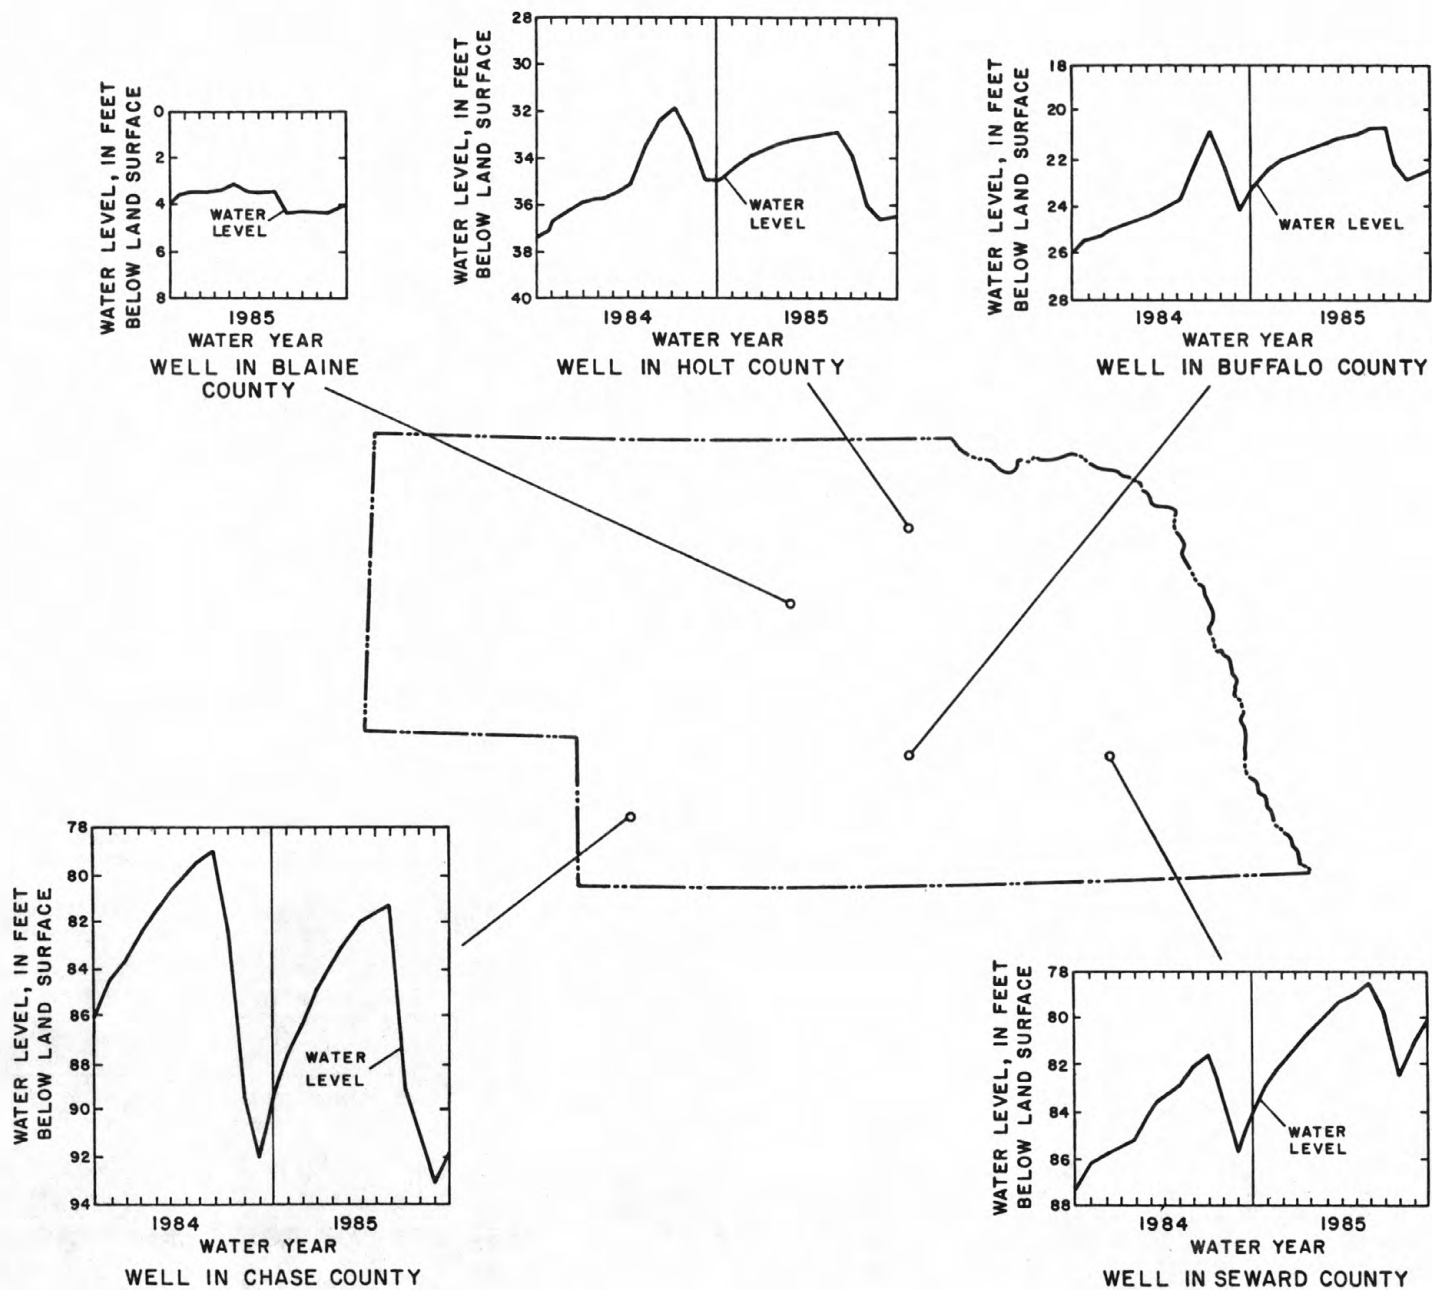 WATER LEVEL, IN FEET
BELOW LAND SURFACE
0
2
4
6
8
WATER
LEVEL
1985
WATER YEAR
WELL IN BLAINE
COUNTY
WATER LEVEL, IN FEET
BELOW LAND SURFACE
28
30
32
34
36
38
40
WATER
LEVEL
1984 1985
WATER YEAR
WELL IN HOLT COUNTY
WATER LEVEL, IN FEET
BELOW LAND SURFACE
18
20
22
24
26
28
WATER LEVEL
1984 1985
WATER YEAR
WELL IN BUFFALO COUNTY
WATER LEVEL, IN FEET
BELOW LAND SURFACE
78
80
82
84
86
88
90
92
94
WATER
LEVEL
1984 1985
WATER YEAR
WELL IN CHASE COUNTY
WATER LEVEL, IN FEET
BELOW LAND SURFACE
78
80
82
84
86
88
WATER
LEVEL
1984 1985
WATER YEAR
WELL IN SEWARD COUNTY